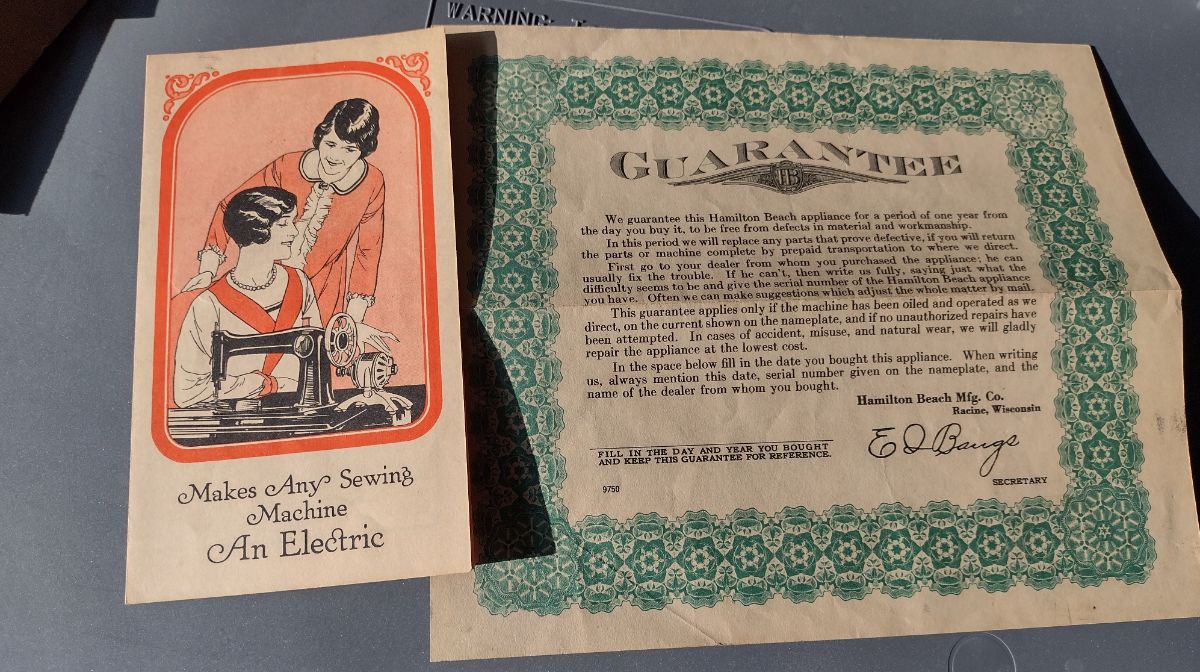 WARNING:
Makes Any Sewing
Machine
An Electric
GUARANTEE
HB
We guarantee this Hamilton Beach appliance for a period of one year from
the day you buy it, to be free from defects in material and workmanship.
In this period we will replace any parts that prove defective, if you will return
the parts or machine complete by prepaid transportation to where we direct.
First go to your dealer from whom you purchased the appliance; he can
usually fix the trouble. If he can't, then write us fully, saying just what the
difficulty seems to be and give the serial number of the Hamilton Beach appliance
you have. Often we can make suggestions which adjust the whole matter by mail.
This guarantee applies only if the machine has been oiled and operated as we
direct, on the current shown on the nameplate, and if no unauthorized repairs have
been attempted. In cases of accident, misuse, and natural wear, we will gladly
repair the appliance at the lowest cost.
In the space below fill in the date you bought this appliance. When writing
us, always mention this date, serial number given on the nameplate, and the
name of the dealer from whom you bought.
Hamilton Beach Mfg. Co.
Racine, Wisconsin
E J Bangs
SECRETARY
FILL IN THE DAY AND YEAR YOU BOUGHT
AND KEEP THIS GUARANTEE FOR REFERENCE.
9750